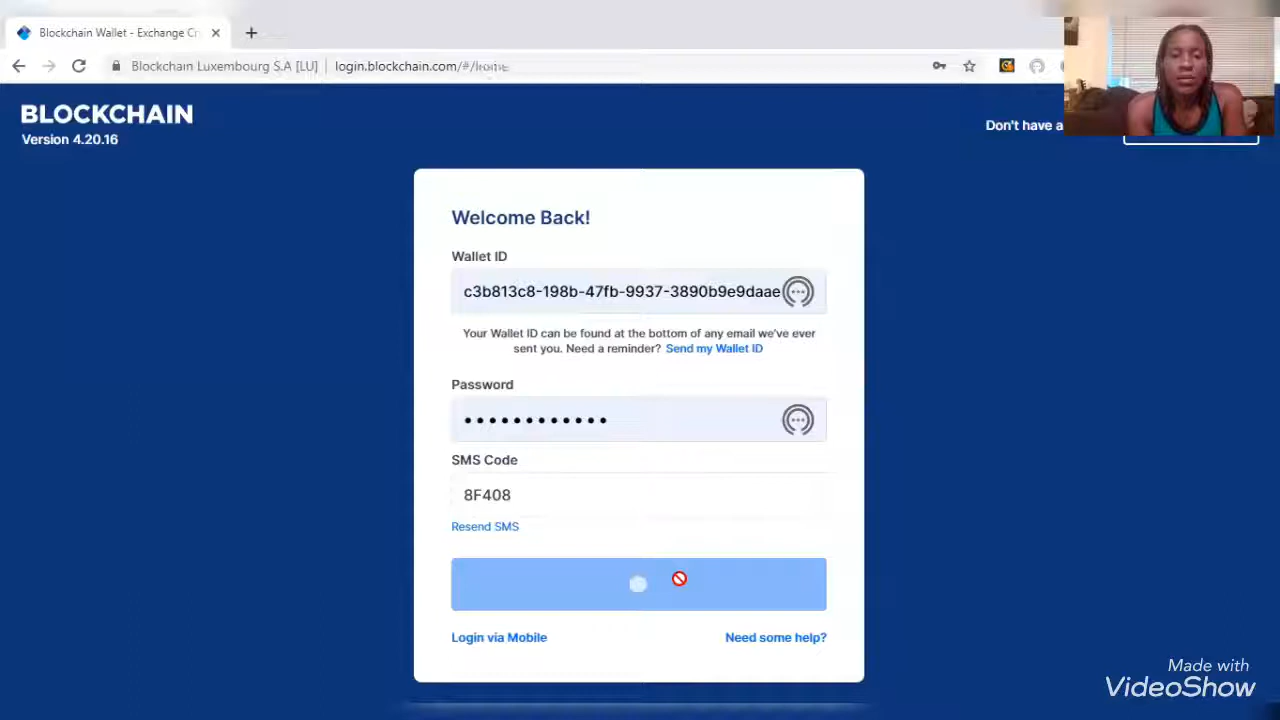 Blockchain Wallet - Exchange Cr
Blockchain Luxembourg S.A [LU] | login.blockchain.com/#/home
BLOCKCHAIN
Version 4.20.16
Don't have a
Welcome Back!
Wallet ID
c3b813c8-198b-47fb-9937-3890b9e9daae
Your Wallet ID can be found at the bottom of any email we've ever
sent you. Need a reminder? Send my Wallet ID
Password
SMS Code
8F408
Resend SMS
Login via Mobile
Need some help?
Made with
VideoShow